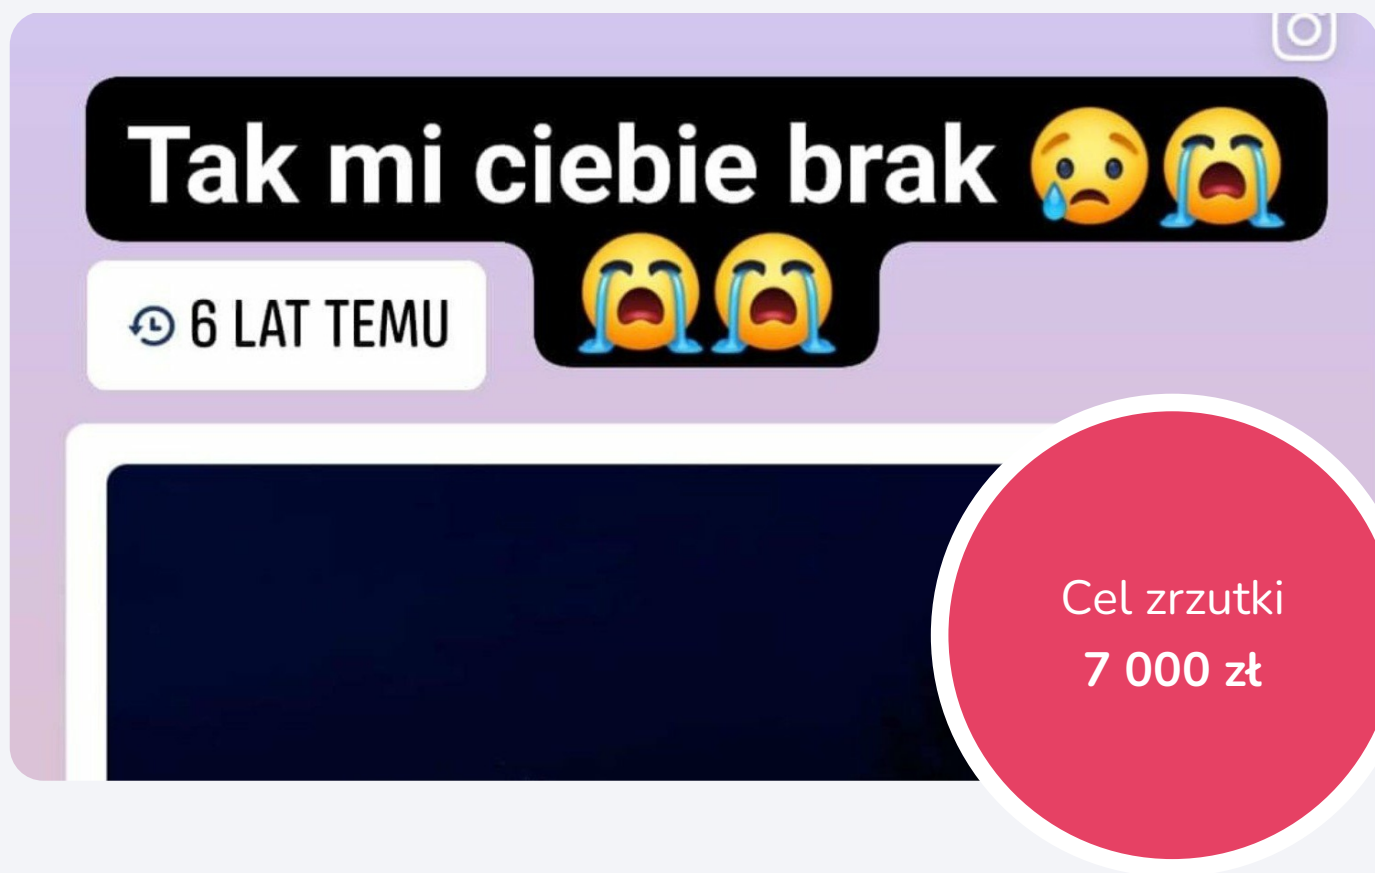 Tak mi ciebie brak 😢😭
😭😭
6 LAT TEMU
Cel zrzutki
7 000 zł